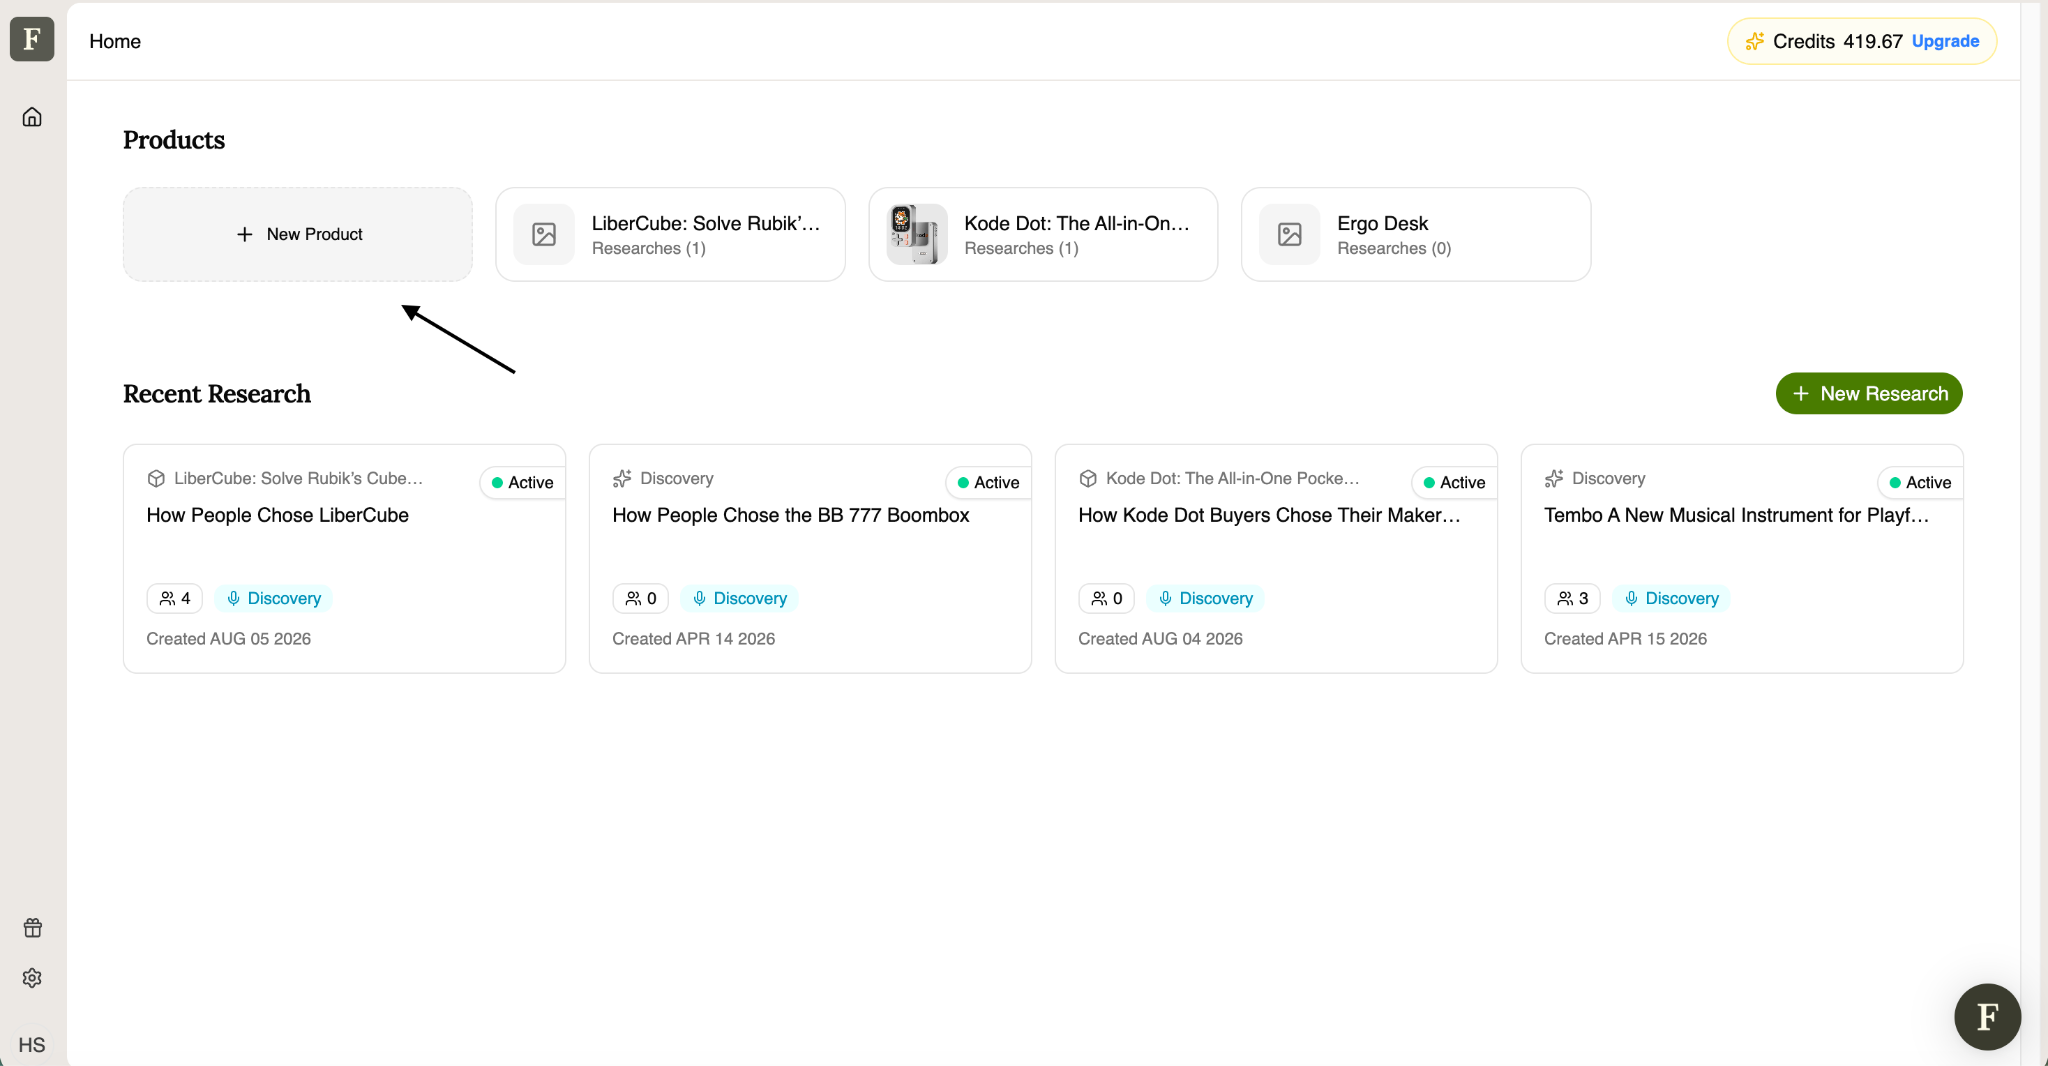 F
Home
Credits 419.67 Upgrade
Products
New Product
LiberCube: Solve Rubik’...
Researches (1)
Kode Dot: The All-in-On...
Researches (1)
Ergo Desk
Researches (0)
Recent Research
New Research
LiberCube: Solve Rubik’s Cube...
Active
How People Chose LiberCube
4 Discovery
Created AUG 05 2026
Discovery
Active
How People Chose the BB 777 Boombox
0 Discovery
Created APR 14 2026
Kode Dot: The All-in-One Pocke...
Active
How Kode Dot Buyers Chose Their Maker...
0 Discovery
Created AUG 04 2026
Discovery
Active
Tembo A New Musical Instrument for Playf...
3 Discovery
Created APR 15 2026
HS
F